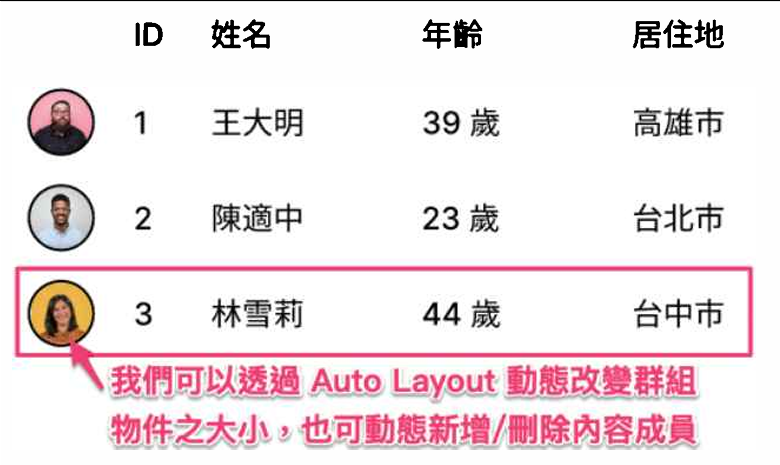 ID 姓名 年齡 居住地
1 王大明 39 歲 高雄市
2 陳適中 23 歲 台北市
3 林雪莉 44 歲 台中市
我們可以透過 Auto Layout 動態改變群組
物件之大小，也可動態新增/刪除內容成員